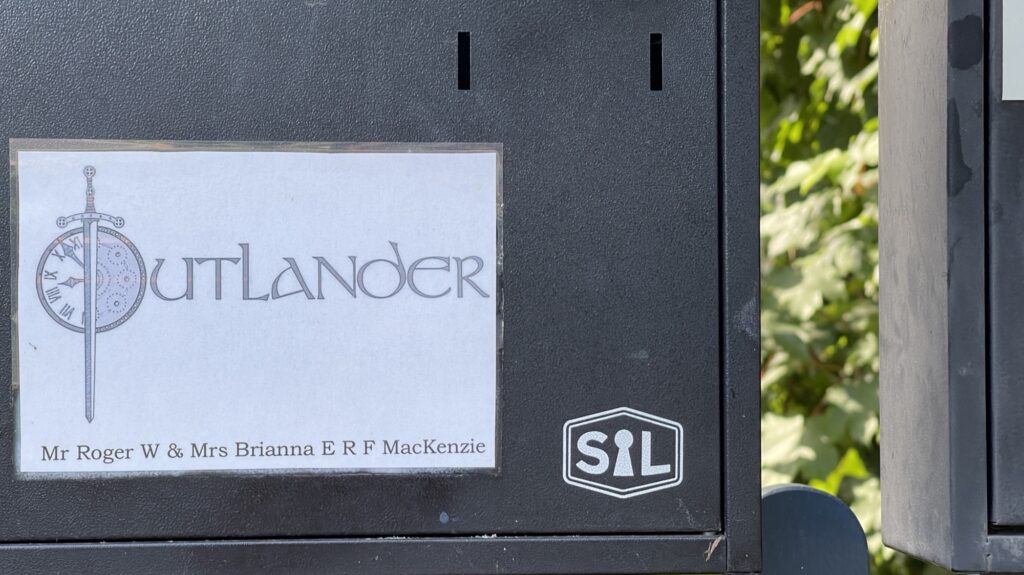 OUTLANDER
Mr Roger W & Mrs Brianna E R F MacKenzie
SIL